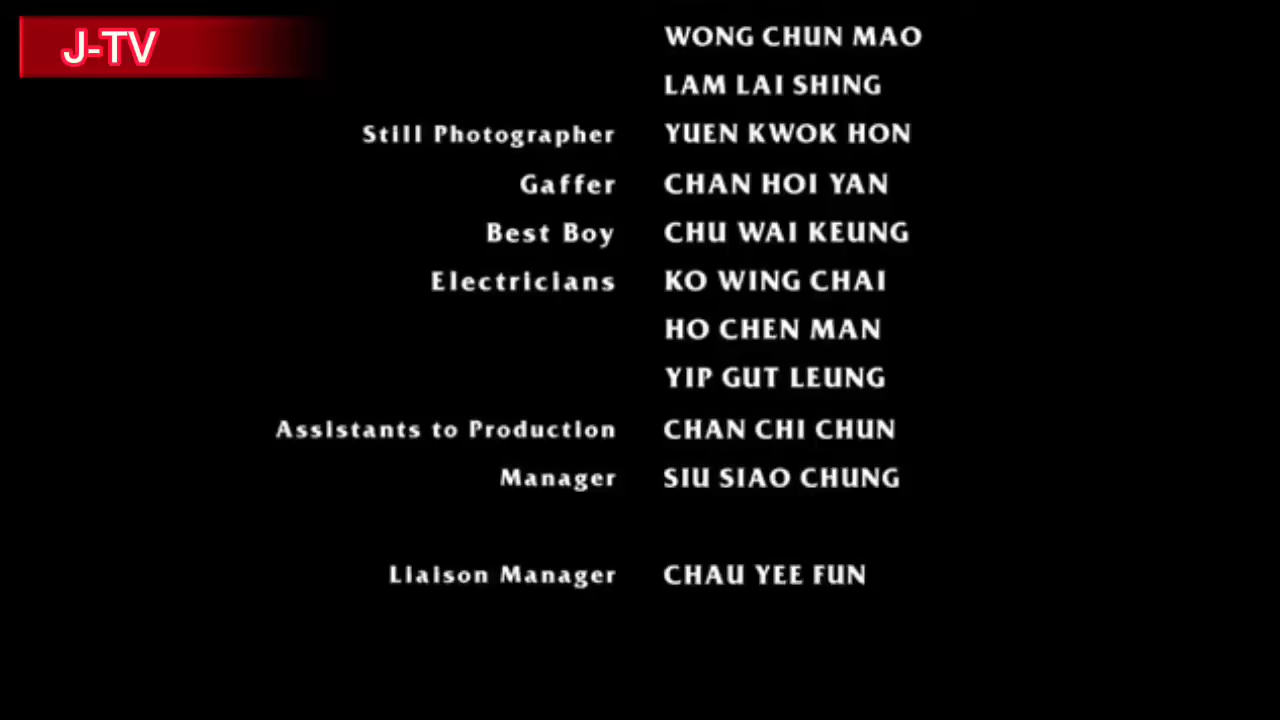 J-TV
WONG CHUN MAO
LAM LAI SHING
Still Photographer YUEN KWOK HON
Gaffer CHAN HOI YAN
Best Boy CHU WAI KEUNG
Electricians KO WING CHAI
HO CHEN MAN
YIP GUT LEUNG
Assistants to Production CHAN CHI CHUN
Manager SIU SIAO CHUNG
Liaison Manager CHAU YEE FUN